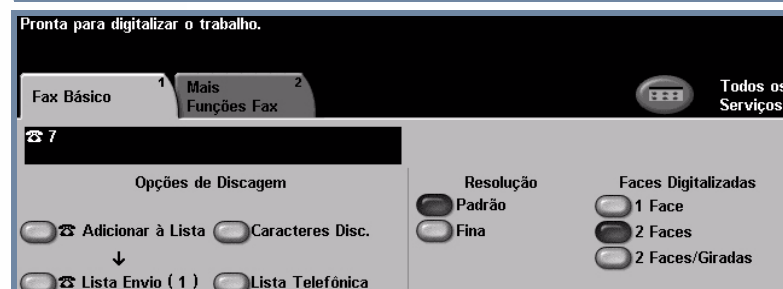 Pronta para digitalizar o trabalho.
Fax Básico 1
Mais 2
Funções Fax
Todos os
Serviços
☎ 7
Opções de Discagem
☎ Adicionar à Lista
Caracteres Disc.
↓
☎ Lista Envio ( 1 )
Lista Telefônica
Resolução
Padrão
Fina
Faces Digitalizadas
1 Face
2 Faces
2 Faces/Giradas